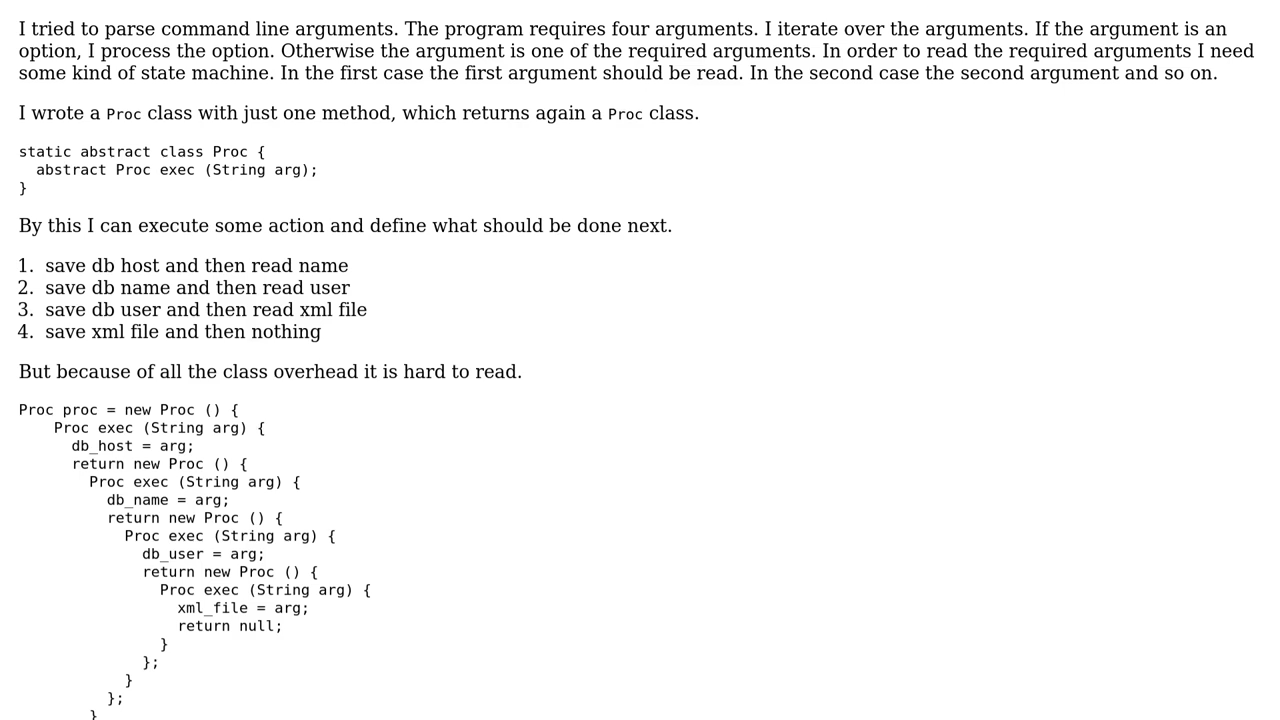 I tried to parse command line arguments. The program requires four arguments. I iterate over the arguments. If the argument is an
option, I process the option. Otherwise the argument is one of the required arguments. In order to read the required arguments I need
some kind of state machine. In the first case the first argument should be read. In the second case the second argument and so on.
I wrote a Proc class with just one method, which returns again a Proc class.
static abstract class Proc {
  abstract Proc exec (String arg);
}
By this I can execute some action and define what should be done next.
1. save db host and then read name
2. save db name and then read user
3. save db user and then read xml file
4. save xml file and then nothing
But because of all the class overhead it is hard to read.
Proc proc = new Proc () {
    Proc exec (String arg) {
      db_host = arg;
      return new Proc () {
        Proc exec (String arg) {
          db_name = arg;
          return new Proc () {
            Proc exec (String arg) {
              db_user = arg;
              return new Proc () {
                Proc exec (String arg) {
                  xml_file = arg;
                  return null;
                }
              };
            }
          };
        }